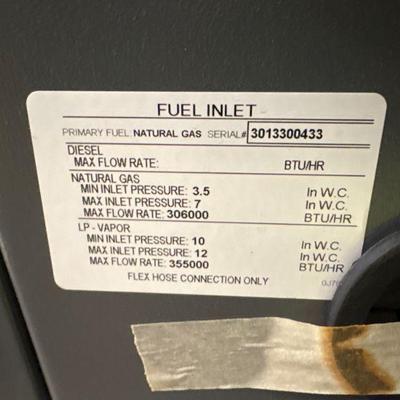 FUEL INLET
PRIMARY FUEL: NATURAL GAS SERIAL# 3013300433
DIESEL
MAX FLOW RATE: BTU/HR
NATURAL GAS
MIN INLET PRESSURE: 3.5 In W.C.
MAX INLET PRESSURE: 7 In W.C.
MAX FLOW RATE: 306000 BTU/HR
LP - VAPOR
MIN INLET PRESSURE: 10 In W.C.
MAX INLET PRESSURE: 12 In W.C.
MAX FLOW RATE: 355000 BTU/HR
FLEX HOSE CONNECTION ONLY